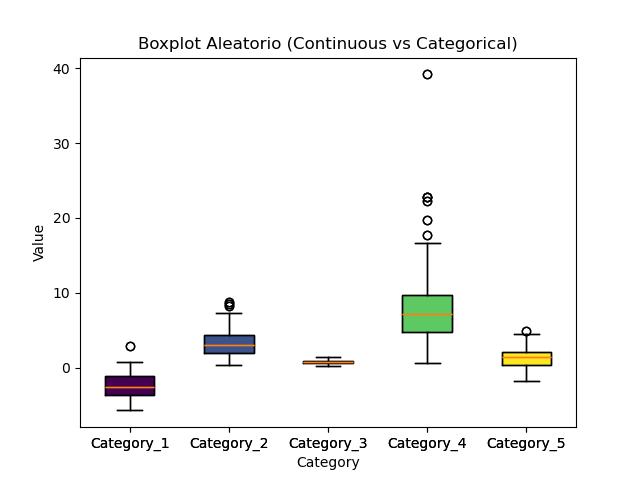 Boxplot Aleatorio (Continuous vs Categorical)
40
30
20
10
0
Value
Category_1 Category_2 Category_3 Category_4 Category_5
Category